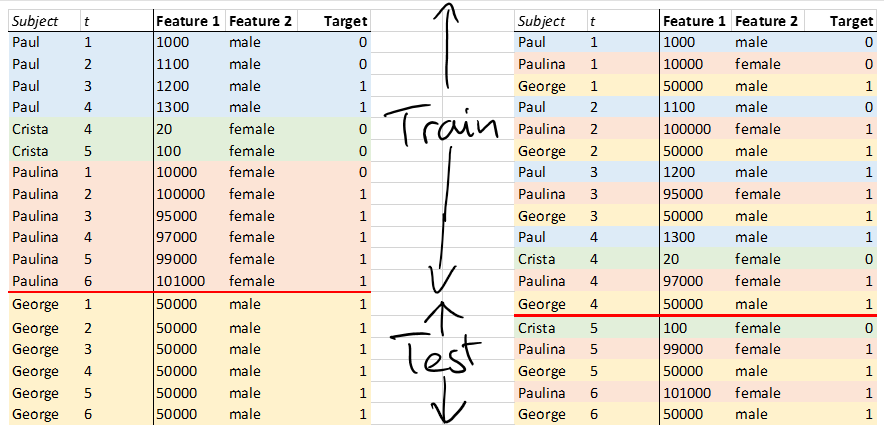 Subject t Feature 1 Feature 2 Target
Paul 1 1000 male 0
Paul 2 1100 male 0
Paul 3 1200 male 1
Paul 4 1300 male 1
Crista 4 20 female 0
Crista 5 100 female 0
Paulina 1 10000 female 0
Paulina 2 100000 female 1
Paulina 3 95000 female 1
Paulina 4 97000 female 1
Paulina 5 99000 female 1
Paulina 6 101000 female 1
George 1 50000 male 1
George 2 50000 male 1
George 3 50000 male 1
George 4 50000 male 1
George 5 50000 male 1
George 6 50000 male 1
Train
Test
Subject t Feature 1 Feature 2 Target
Paul 1 1000 male 0
Paulina 1 10000 female 0
George 1 50000 male 1
Paul 2 1100 male 0
Paulina 2 100000 female 1
George 2 50000 male 1
Paul 3 1200 male 1
Paulina 3 95000 female 1
George 3 50000 male 1
Paul 4 1300 male 1
Crista 4 20 female 0
Paulina 4 97000 female 1
George 4 50000 male 1
Crista 5 100 female 0
Paulina 5 99000 female 1
George 5 50000 male 1
Paulina 6 101000 female 1
George 6 50000 male 1